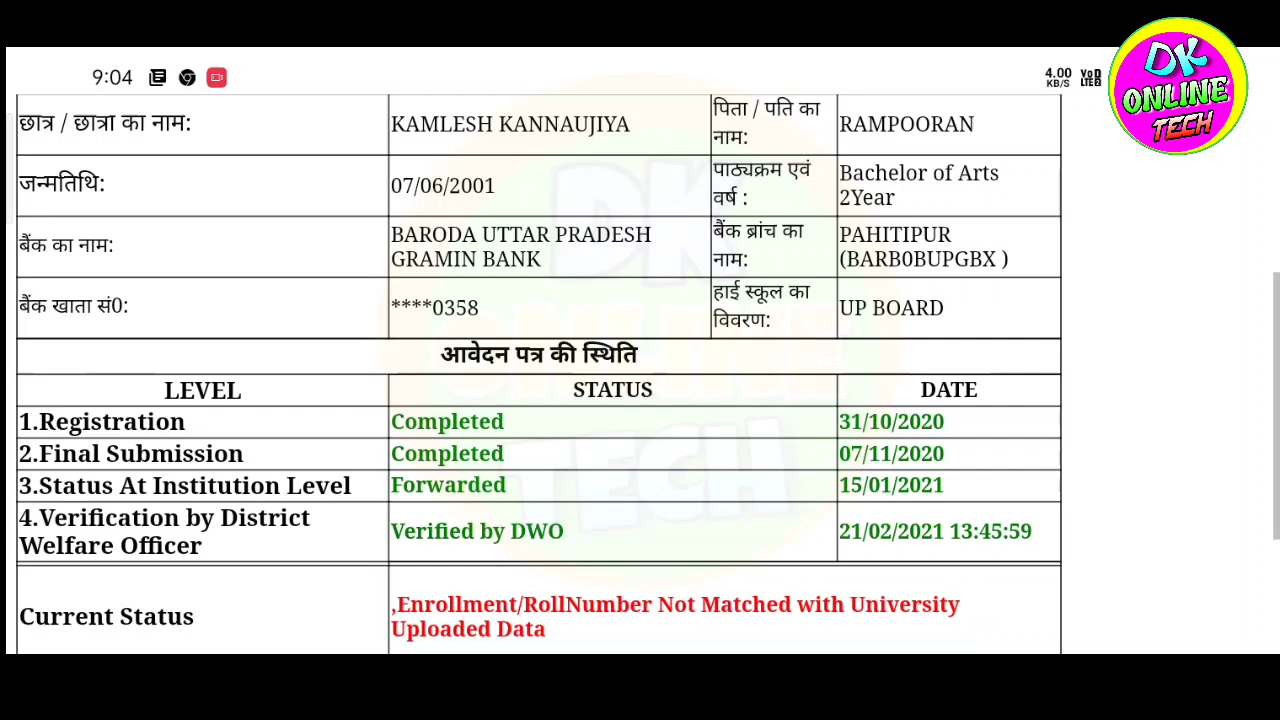 9:04
4.00 KB/S
VoD LTE
DK
ONLINE
TECH
छात्र / छात्रा का नाम: KAMLESH KANNAUJIYA पिता / पति का नाम: RAMPOORAN
जन्मतिथि: 07/06/2001 पाठ्यक्रम एवं वर्ष : Bachelor of Arts 2Year
बैंक का नाम: BARODA UTTAR PRADESH GRAMIN BANK बैंक ब्रांच का नाम: PAHITIPUR (BARB0BUPGBX )
बैंक खाता सं0: ****0358 हाई स्कूल का विवरण: UP BOARD
आवेदन पत्र की स्थिति
LEVEL STATUS DATE
1.Registration Completed 31/10/2020
2.Final Submission Completed 07/11/2020
3.Status At Institution Level Forwarded 15/01/2021
4.Verification by District Welfare Officer Verified by DWO 21/02/2021 13:45:59
Current Status ,Enrollment/RollNumber Not Matched with University Uploaded Data
DK
ONLINE
TECH